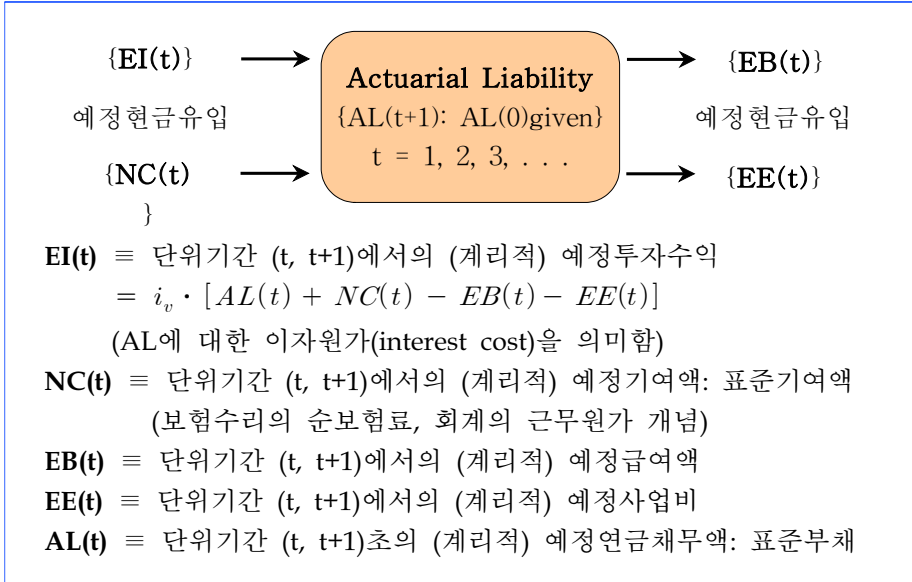 {EI(t)}
예정현금유입
{NC(t)
}
Actuarial Liability
{AL(t+1): AL(0)given}
t = 1, 2, 3, . . .
{EB(t)}
예정현금유입
{EE(t)}
EI(t) ≡ 단위기간 (t, t+1)에서의 (계리적) 예정투자수익
= i_v · [AL(t) + NC(t) − EB(t) − EE(t)]
(AL에 대한 이자원가(interest cost)을 의미함)
NC(t) ≡ 단위기간 (t, t+1)에서의 (계리적) 예정기여액: 표준기여액
(보험수리의 순보험료, 회계의 근무원가 개념)
EB(t) ≡ 단위기간 (t, t+1)에서의 (계리적) 예정급여액
EE(t) ≡ 단위기간 (t, t+1)에서의 (계리적) 예정사업비
AL(t) ≡ 단위기간 (t, t+1)초의 (계리적) 예정연금채무액: 표준부채